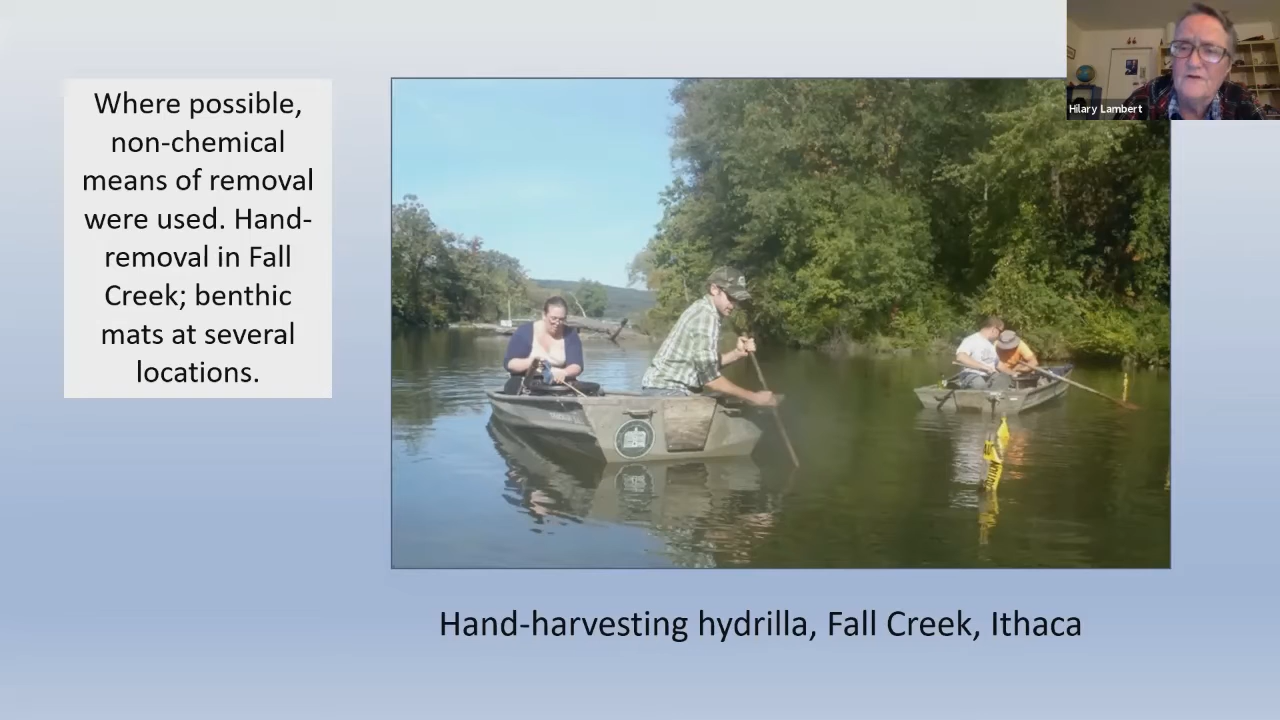 Where possible,
non-chemical
means of removal
were used. Hand-
removal in Fall
Creek; benthic
mats at several
locations.
Hilary Lambert
Hand-harvesting hydrilla, Fall Creek, Ithaca